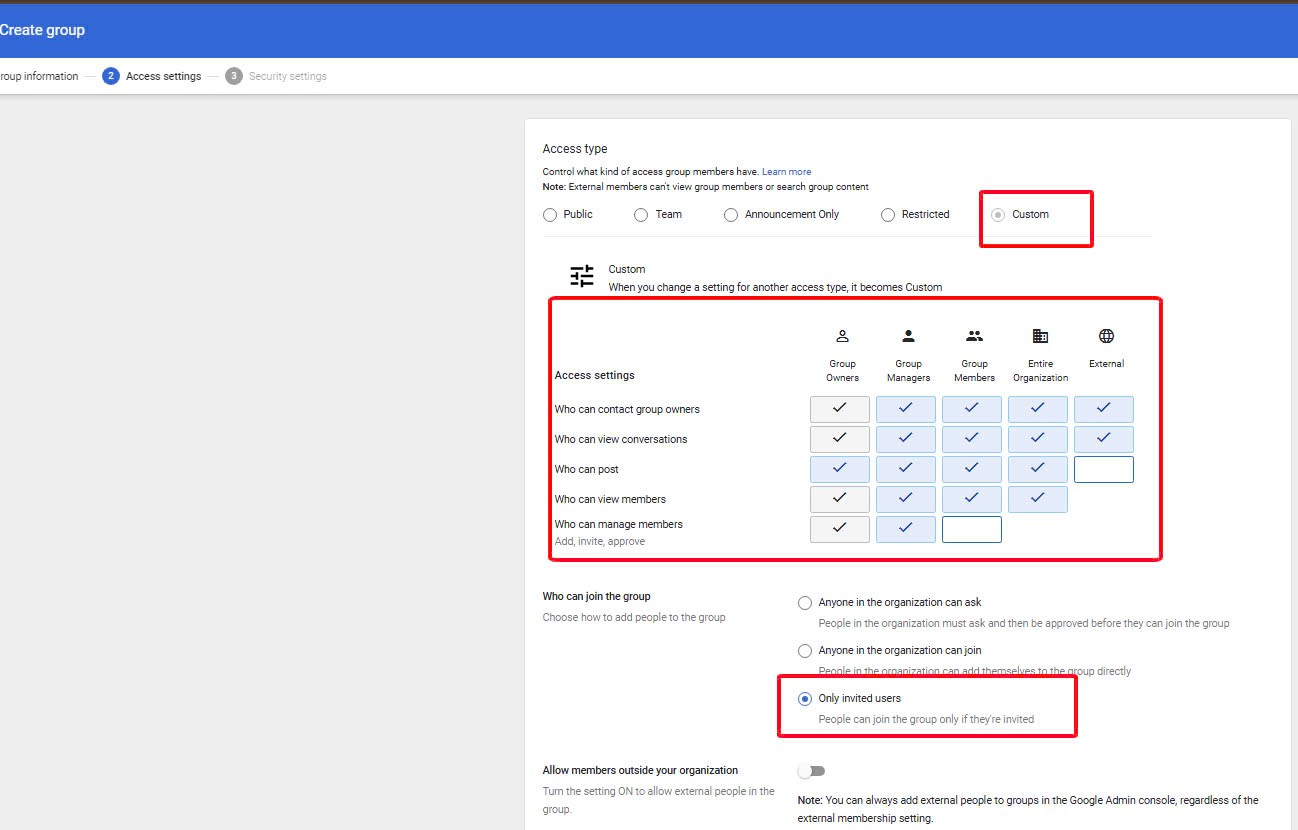 Create group
roup information
2 Access settings
3 Security settings
Access type
Control what kind of access group members have. Learn more
Note: External members can't view group members or search group content
Public Team Announcement Only Restricted Custom
Custom
When you change a setting for another access type, it becomes Custom
Access settings
Group Owners
Group Managers
Group Members
Entire Organization
External
Who can contact group owners
Who can view conversations
Who can post
Who can view members
Who can manage members
Add, invite, approve
Who can join the group
Choose how to add people to the group
Anyone in the organization can ask
People in the organization must ask and then be approved before they can join the group
Anyone in the organization can join
People in the organization can add themselves to the group directly
Only invited users
People can join the group only if they're invited
Allow members outside your organization
Turn the setting ON to allow external people in the
group.
Note: You can always add external people to groups in the Google Admin console, regardless of the
external membership setting.